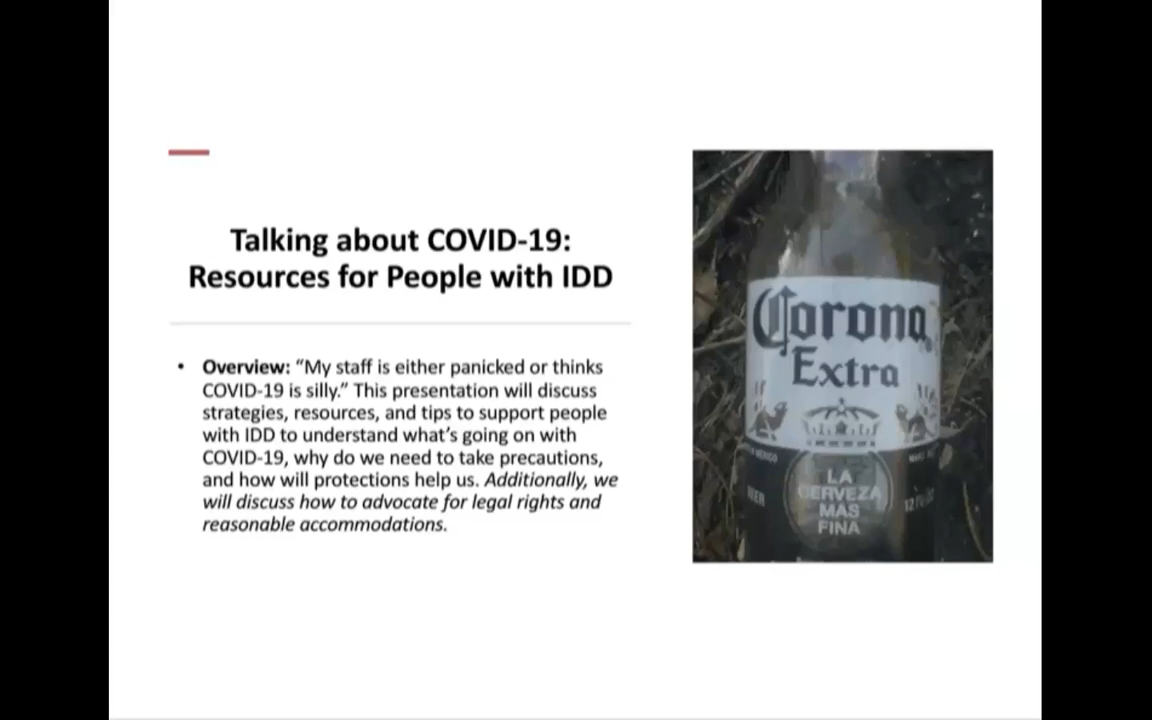 Talking about COVID-19:
Resources for People with IDD
• Overview: “My staff is either panicked or thinks
COVID-19 is silly.” This presentation will discuss
strategies, resources, and tips to support people
with IDD to understand what’s going on with
COVID-19, why do we need to take precautions,
and how will protections help us. Additionally, we
will discuss how to advocate for legal rights and
reasonable accommodations.
Corona
Extra
LA
CERVEZA
MAS
FINA
BEER